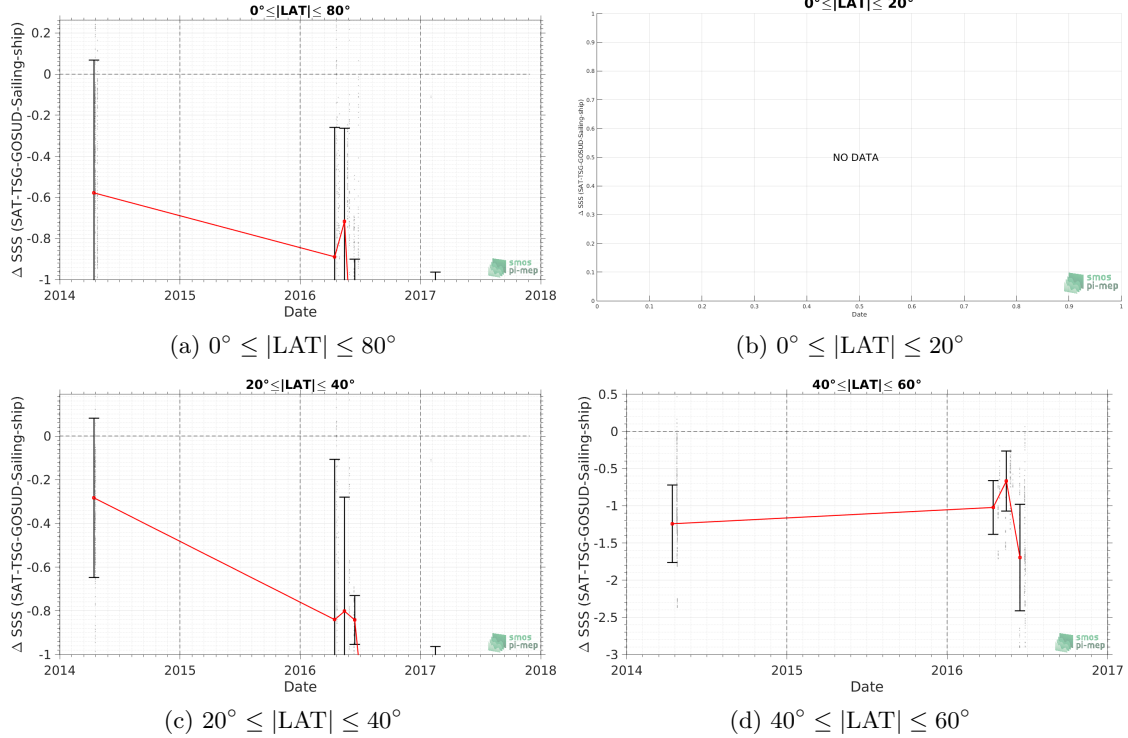 0°≤|LAT|≤ 80°
Δ SSS (SAT-TSG-GOSUD-Sailing-ship)
0.2
0
-0.2
-0.4
-0.6
-0.8
-1
2014 2015 2016 2017 2018
Date
smos
pi-mep
(a) 0° ≤ |LAT| ≤ 80°
0°≤|LAT|≤ 20°
Δ SSS (SAT-TSG-GOSUD-Sailing-ship)
1
0.9
0.8
0.7
0.6
0.5
0.4
0.3
0.2
0.1
0
NO DATA
0 0.1 0.2 0.3 0.4 0.5 0.6 0.7 0.8 0.9 1
Date
smos
pi-mep
(b) 0° ≤ |LAT| ≤ 20°
20°≤|LAT|≤ 40°
Δ SSS (SAT-TSG-GOSUD-Sailing-ship)
0
-0.2
-0.4
-0.6
-0.8
-1
2014 2015 2016 2017 2018
Date
smos
pi-mep
(c) 20° ≤ |LAT| ≤ 40°
40°≤|LAT|≤ 60°
Δ SSS (SAT-TSG-GOSUD-Sailing-ship)
0.5
0
-0.5
-1
-1.5
-2
-2.5
-3
2014 2015 2016 2017
Date
smos
pi-mep
(d) 40° ≤ |LAT| ≤ 60°